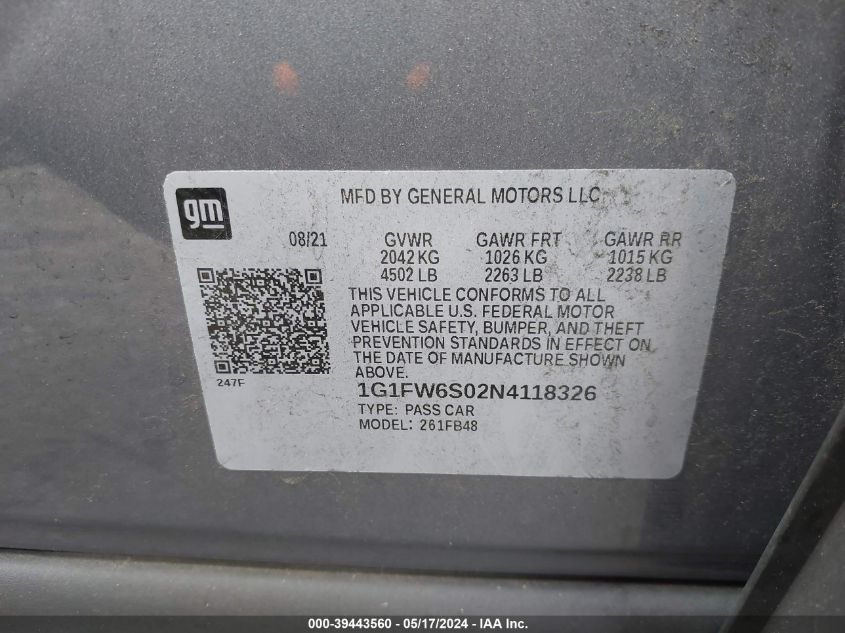 gm
MFD BY GENERAL MOTORS LLC
08/21 GVWR GAWR FRT GAWR RR
2042 KG 1026 KG 1015 KG
4502 LB 2263 LB 2238 LB
THIS VEHICLE CONFORMS TO ALL
APPLICABLE U.S. FEDERAL MOTOR
VEHICLE SAFETY, BUMPER, AND THEFT
PREVENTION STANDARDS IN EFFECT ON
THE DATE OF MANUFACTURE SHOWN
ABOVE.
247F
1G1FW6S02N4118326
TYPE: PASS CAR
MODEL: 261FB48
000-39443560 / 05/17/2024 - IAA Inc.